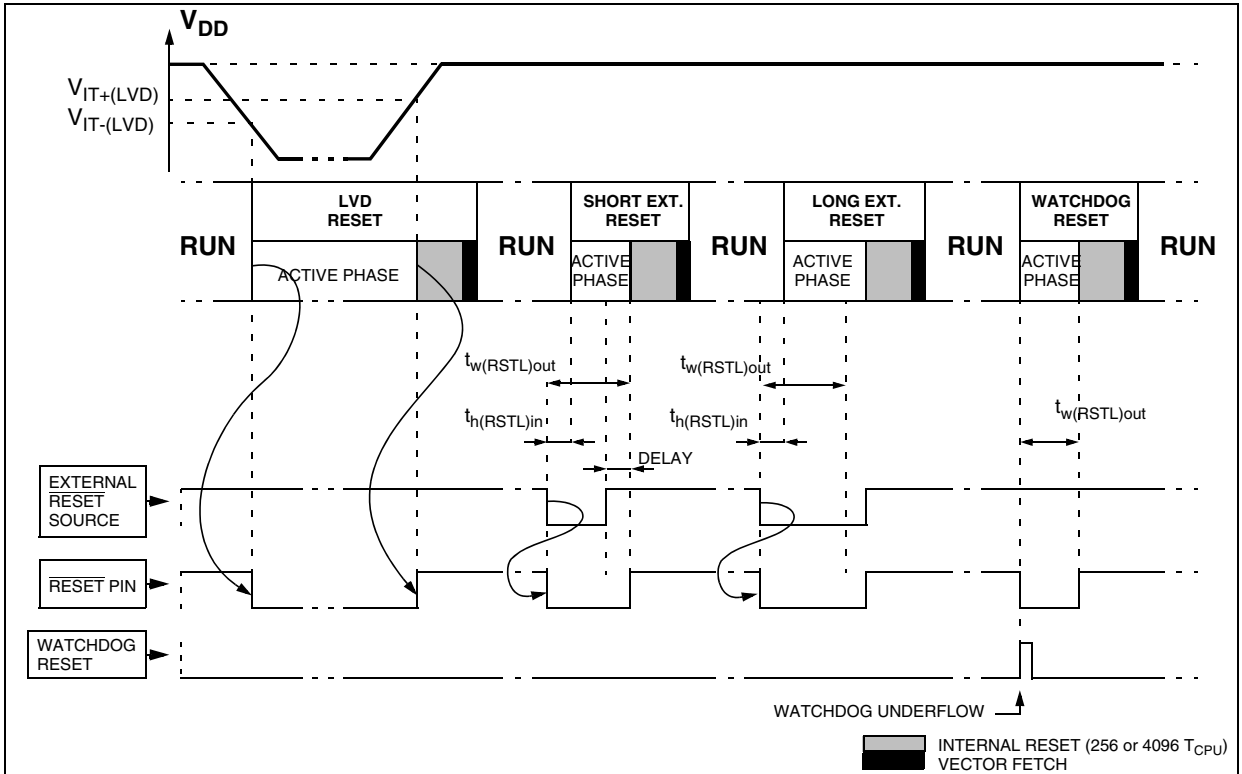 VDD
VIT+(LVD)
VIT-(LVD)
LVD
RESET
SHORT EXT.
RESET
LONG EXT.
RESET
WATCHDOG
RESET
RUN
RUN
RUN
RUN
RUN
ACTIVE PHASE
ACTIVE
PHASE
ACTIVE
PHASE
ACTIVE
PHASE
tw(RSTL)out
tw(RSTL)out
tw(RSTL)out
th(RSTL)in
th(RSTL)in
DELAY
EXTERNAL
RESET
SOURCE
RESET PIN
WATCHDOG
RESET
WATCHDOG UNDERFLOW
INTERNAL RESET (256 or 4096 TCPU)
VECTOR FETCH